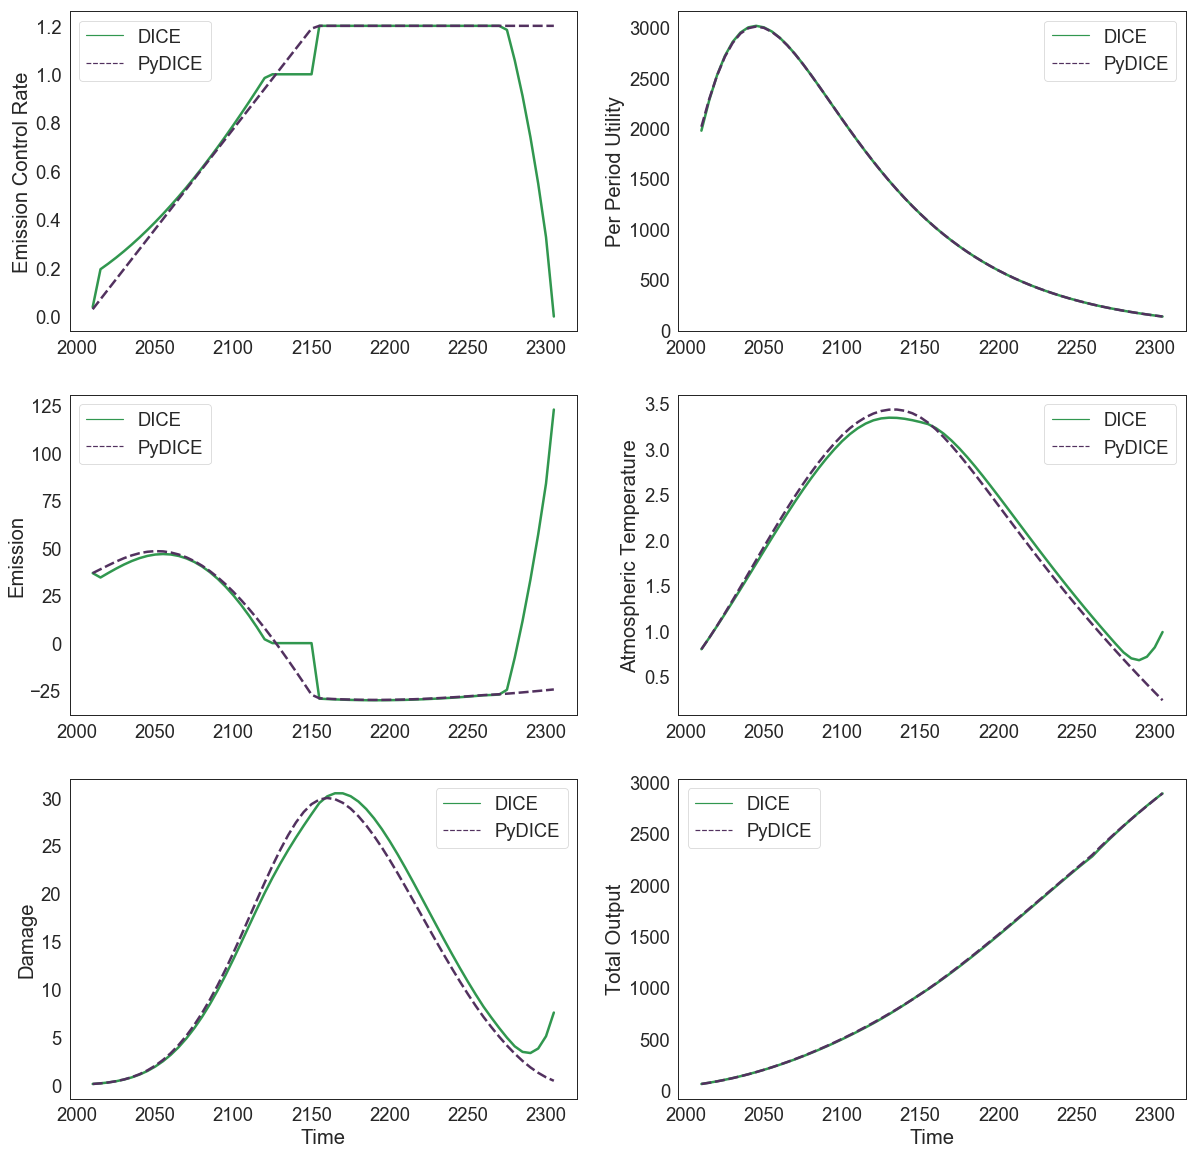 Emission Control Rate
1.2
1.0
0.8
0.6
0.4
0.2
0.0
DICE
PyDICE
2000 2050 2100 2150 2200 2250 2300
Per Period Utility
3000
2500
2000
1500
1000
500
0
DICE
PyDICE
2000 2050 2100 2150 2200 2250 2300
Emission
125
100
75
50
25
0
−25
DICE
PyDICE
2000 2050 2100 2150 2200 2250 2300
Atmospheric Temperature
3.5
3.0
2.5
2.0
1.5
1.0
0.5
DICE
PyDICE
2000 2050 2100 2150 2200 2250 2300
Damage
30
25
20
15
10
5
0
DICE
PyDICE
2000 2050 2100 2150 2200 2250 2300
Time
Total Output
3000
2500
2000
1500
1000
500
0
DICE
PyDICE
2000 2050 2100 2150 2200 2250 2300
Time